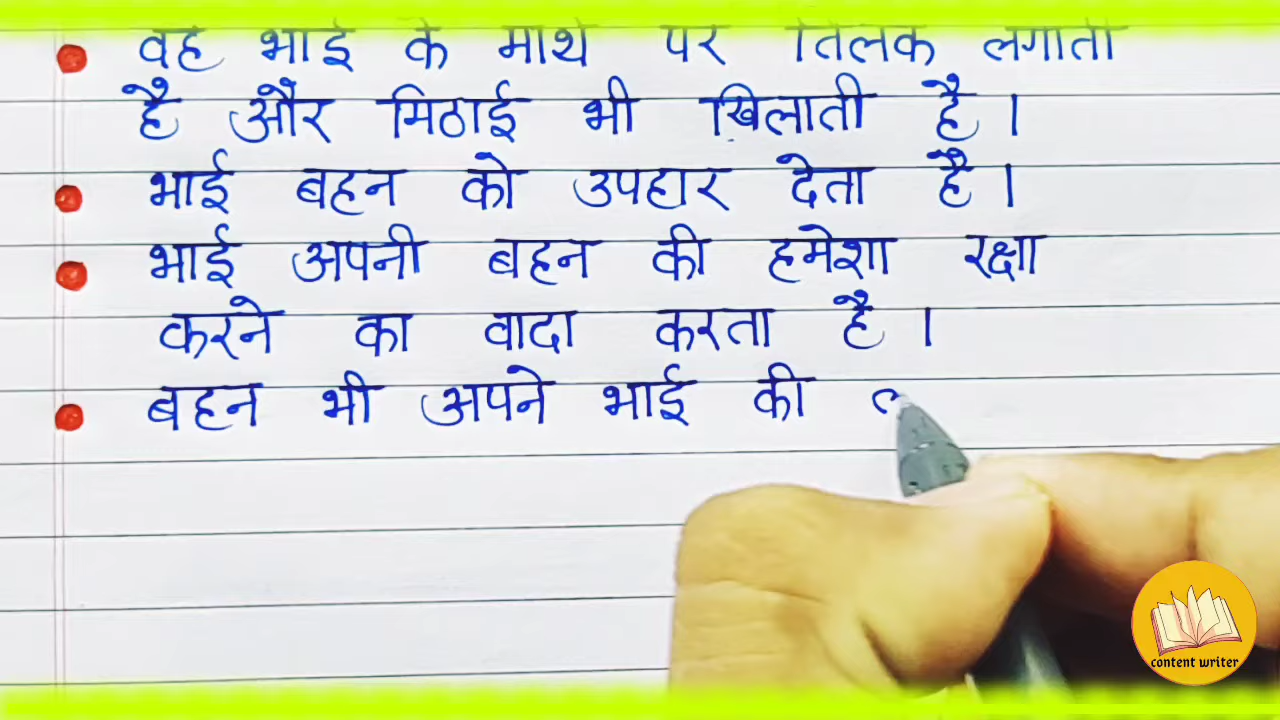 वह भाई के माथे पर तिलक लगाती
है और मिठाई भी खिलाती है।
भाई बहन को उपहार देता है।
भाई अपनी बहन की हमेशा रक्षा
करने का वादा करता है।
बहन भी अपने भाई की
content writer